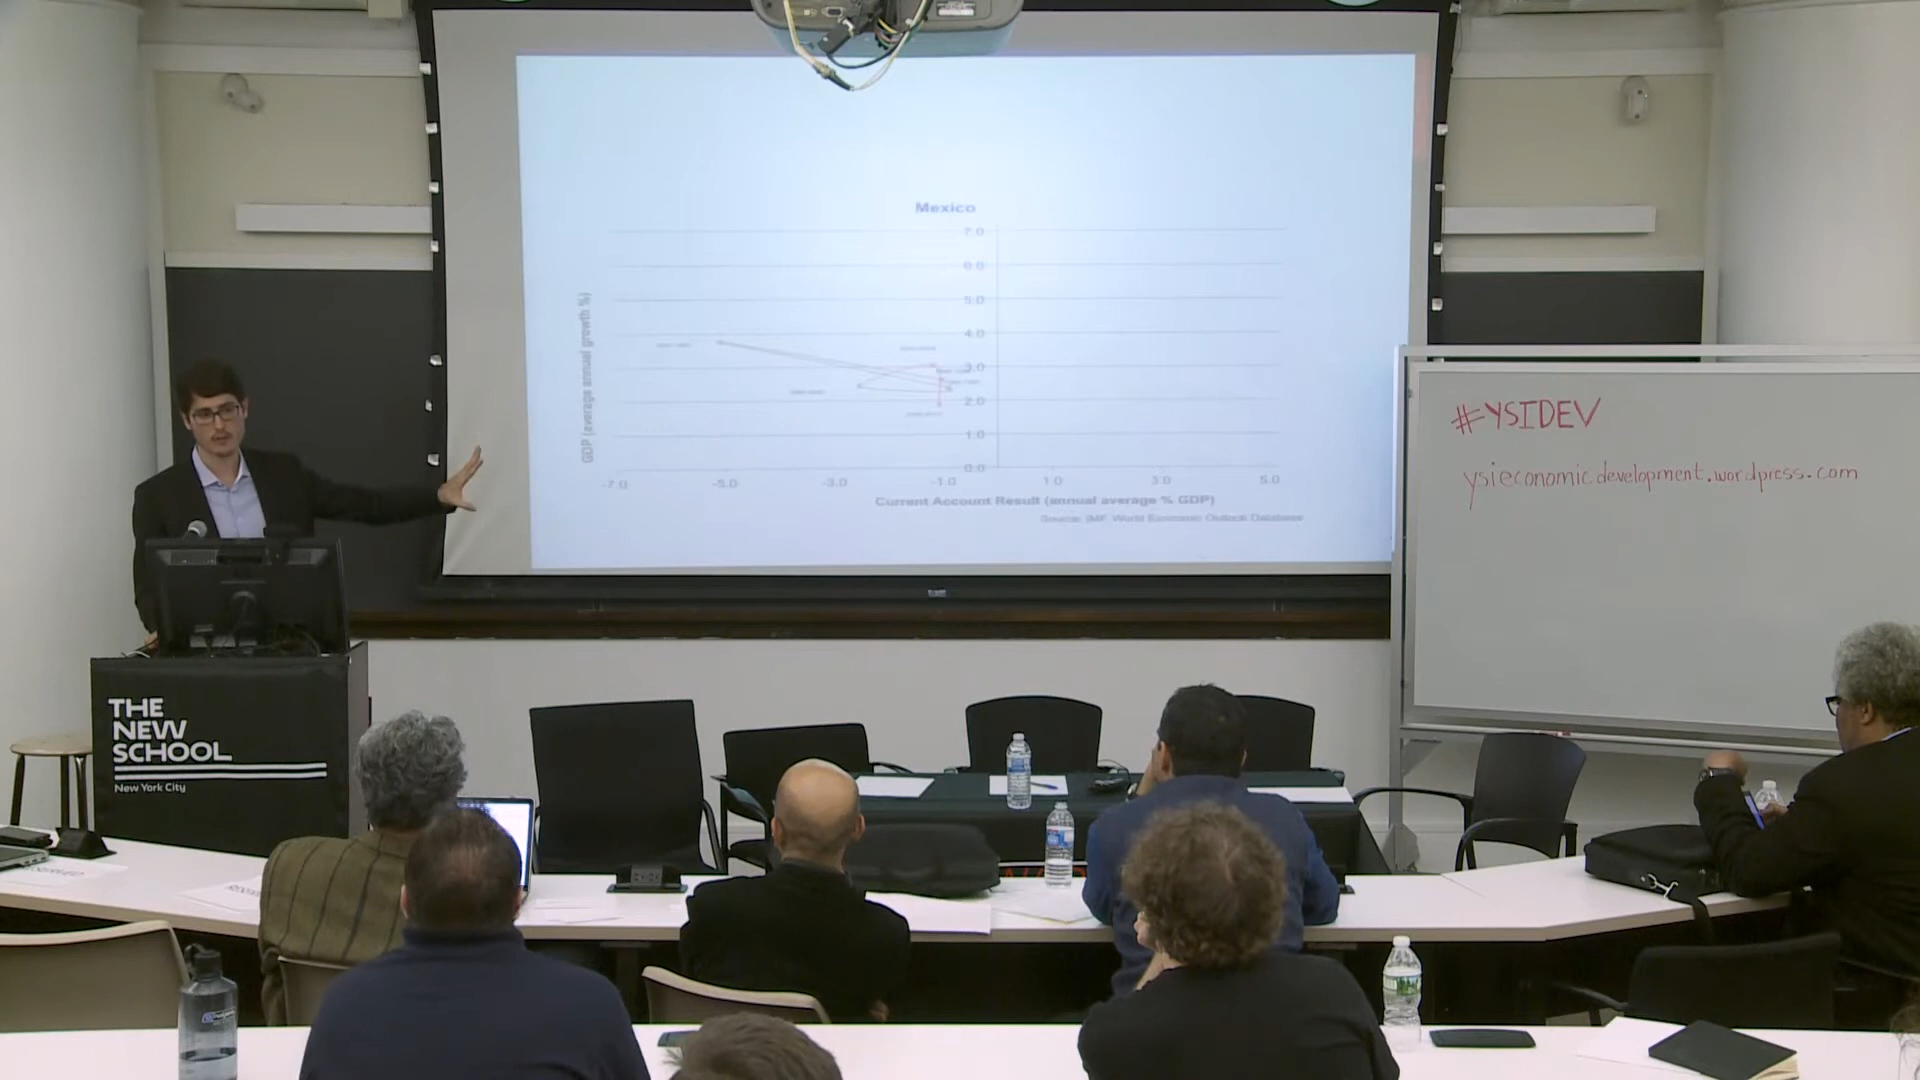 Mexico
7.0
6.0
5.0
4.0
3.0
2.0
1.0
0.0
-7.0 -5.0 -3.0 -1.0 1.0 3.0 5.0
GDP (average annual growth %)
Current Account Result (annual average % GDP)
Source: IMF, World Economic Outlook Database
#YSIDEV
ysieconomicdevelopment.wordpress.com
THE
NEW
SCHOOL
New York City